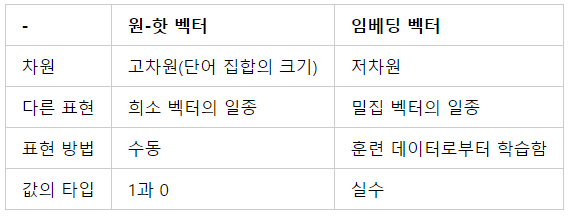 - 원-핫 벡터 임베딩 벡터
차원 고차원(단어 집합의 크기) 저차원
다른 표현 희소 벡터의 일종 밀집 벡터의 일종
표현 방법 수동 훈련 데이터로부터 학습함
값의 타입 1과 0 실수